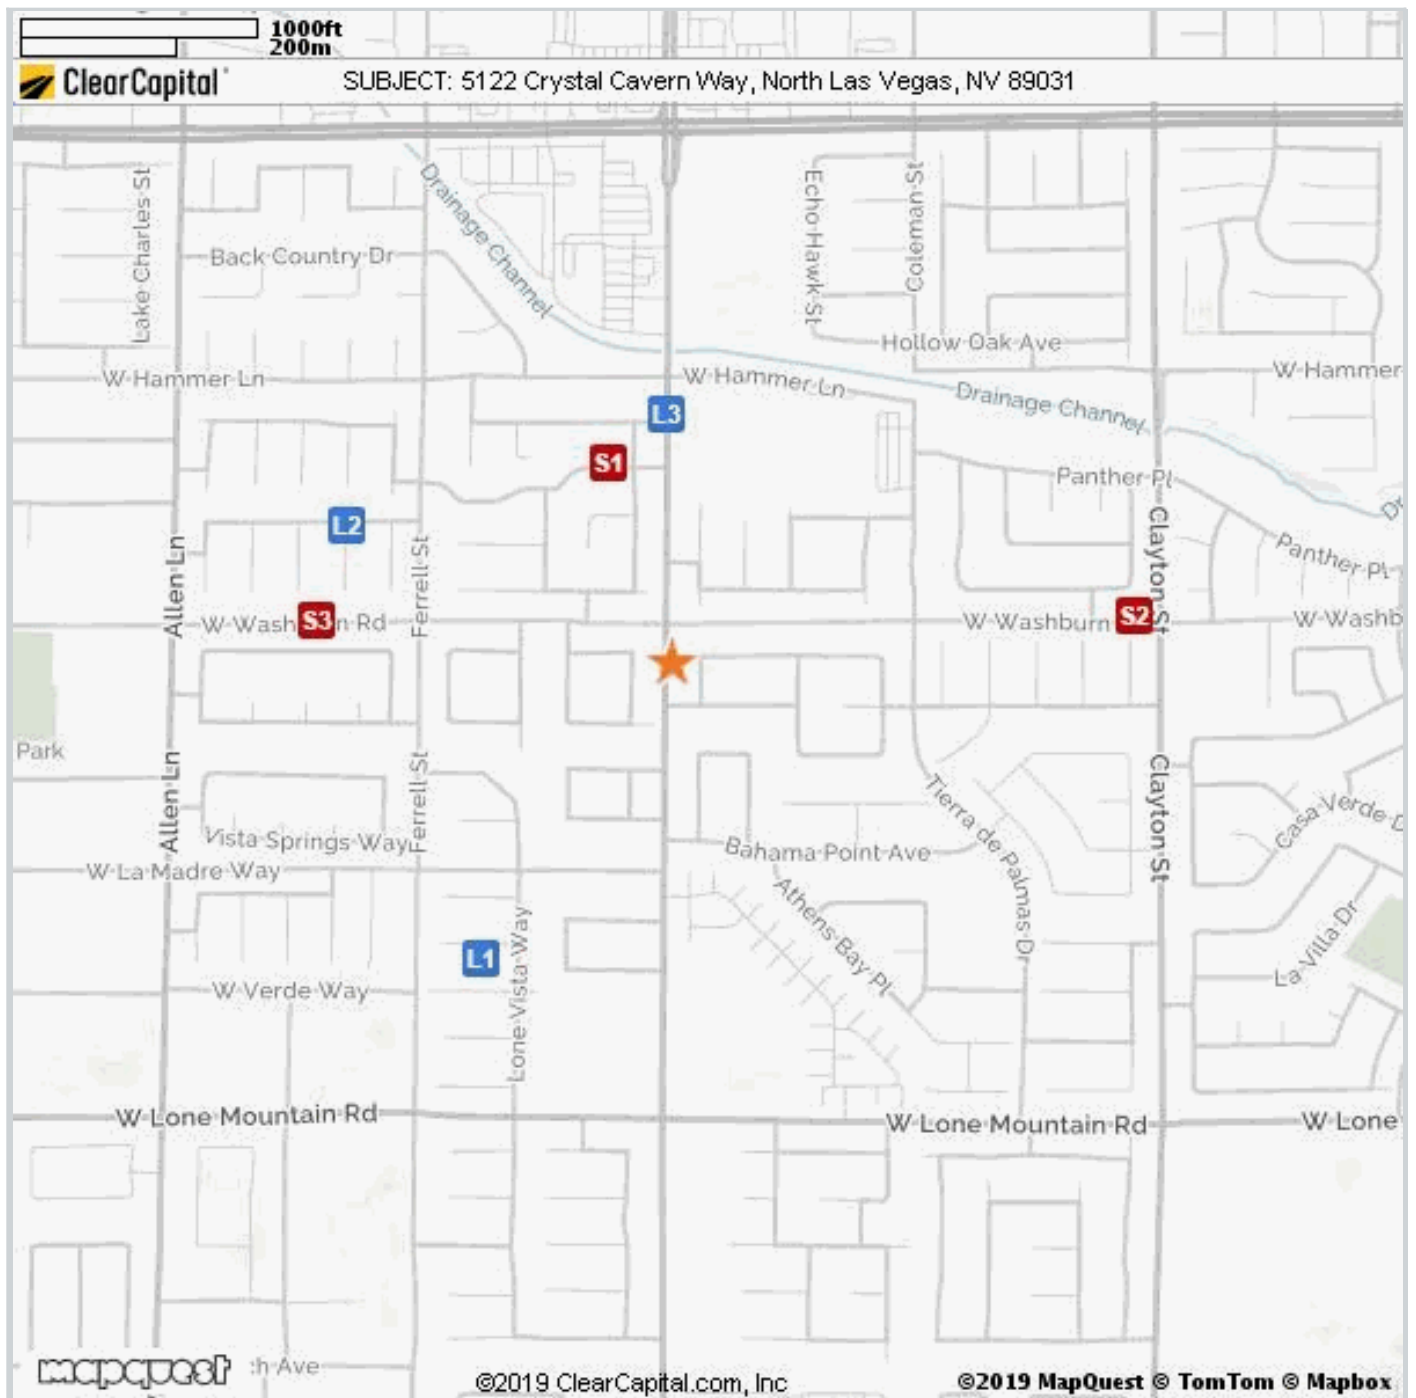 1000ft
200m
ClearCapital
SUBJECT: 5122 Crystal Cavern Way, North Las Vegas, NV 89031
Lake Charles St
Drainage Channel
Echo Hawk St
Coleman St
Back Country Dr
Hollow Oak Ave
W Hammer Ln
W Hammer Ln
W Hammer
Drainage Channel
L3
S1
Panther Pl
L2
Allen Ln
Ferrell St
Clayton St
Panther Pl
S3
W Washburn Rd
S2
W Washburn
W Washb
Park
Allen Ln
Ferrell St
Clayton St
Tierra de Palmas Dr
Casa Verde D
Vista Springs Way
Bahama Point Ave
W La Madre Way
Athens Bay Pl
La Villa Dr
Lone Vista Way
L1
W Verde Way
W Lone Mountain Rd
W Lone Mountain Rd
W Lone
mapquest
h Ave
©2019 ClearCapital.com, Inc
©2019 MapQuest © TomTom © Mapbox